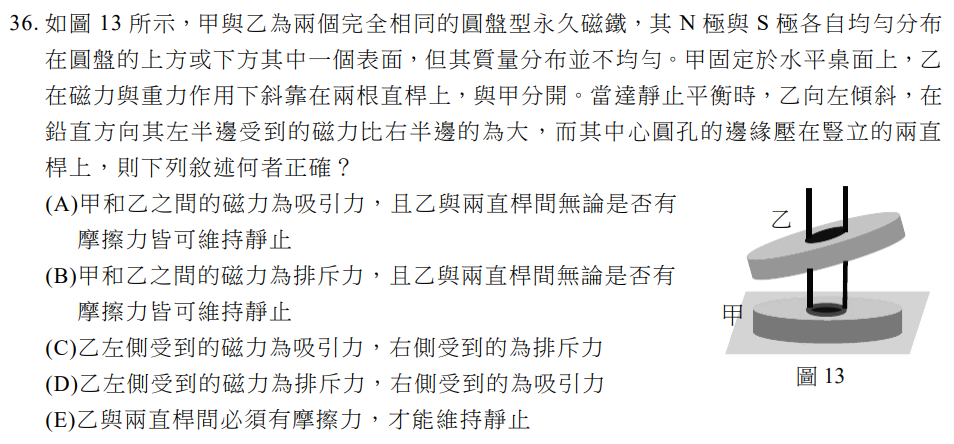 36. 如圖 13 所示，甲與乙為兩個完全相同的圓盤型永久磁鐵，其 N 極與 S 極各自均勻分布
在圓盤的上方或下方其中一個表面，但其質量分布並不均勻。甲固定於水平桌面上，乙
在磁力與重力作用下斜靠在兩根直桿上，與甲分開。當達靜止平衡時，乙向左傾斜，在
鉛直方向其左半邊受到的磁力比右半邊的為大，而其中心圓孔的邊緣壓在豎立的兩直
桿上，則下列敘述何者正確？
(A)甲和乙之間的磁力為吸引力，且乙與兩直桿間無論是否有
摩擦力皆可維持靜止
(B)甲和乙之間的磁力為排斥力，且乙與兩直桿間無論是否有
摩擦力皆可維持靜止
(C)乙左側受到的磁力為吸引力，右側受到的為排斥力
(D)乙左側受到的磁力為排斥力，右側受到的為吸引力
(E)乙與兩直桿間必須有摩擦力，才能維持靜止
乙
甲
圖 13